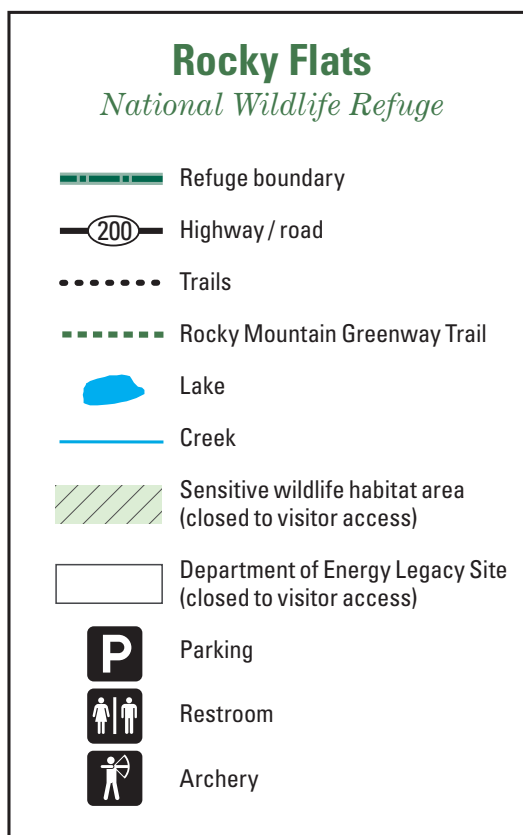 Rocky Flats
National Wildlife Refuge
Refuge boundary
200 Highway / road
Trails
Rocky Mountain Greenway Trail
Lake
Creek
Sensitive wildlife habitat area
(closed to visitor access)
Department of Energy Legacy Site
(closed to visitor access)
P Parking
Restroom
Archery